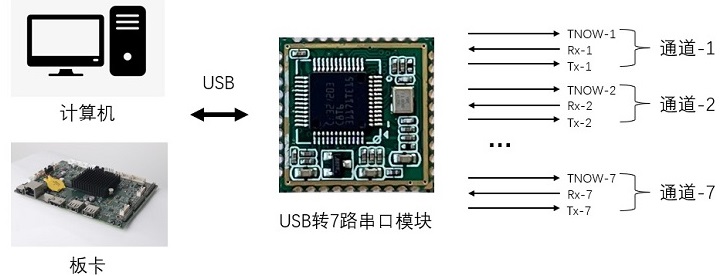 计算机
板卡
USB
USB转7路串口模块
TNOW-1
Rx-1
Tx-1
通道-1
TNOW-2
Rx-2
Tx-2
通道-2
...
TNOW-7
Rx-7
Tx-7
通道-7